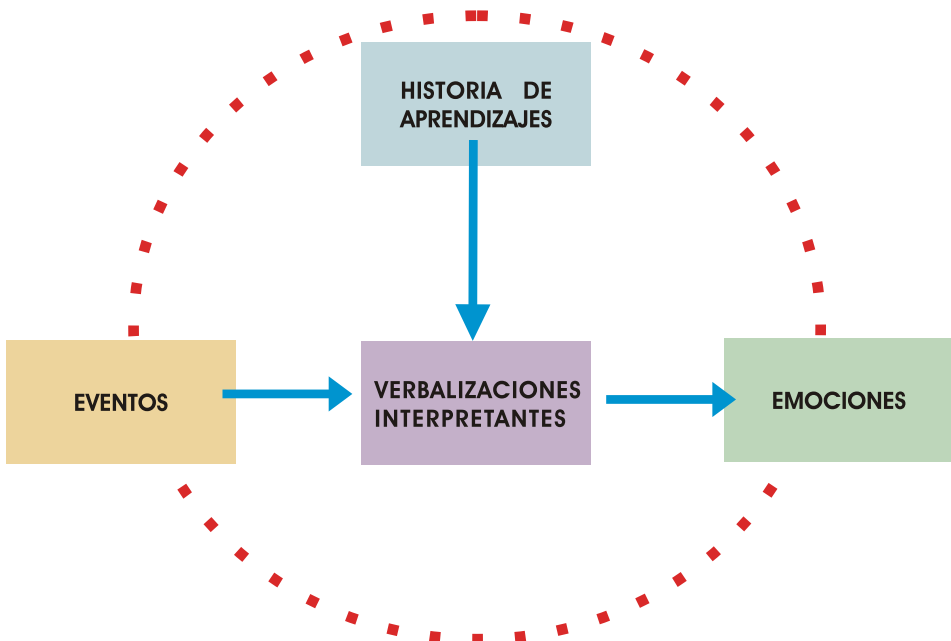 HISTORIA DE
APRENDIZAJES
EVENTOS
VERBALIZACIONES
INTERPRETANTES
EMOCIONES